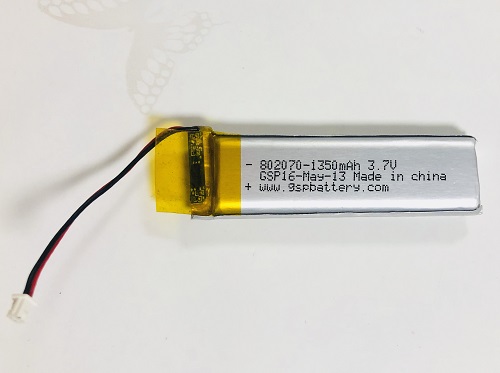 - 802070-1350mAh 3.7V
GSP16-May-13 Made in china
+ www.gspbattery.com